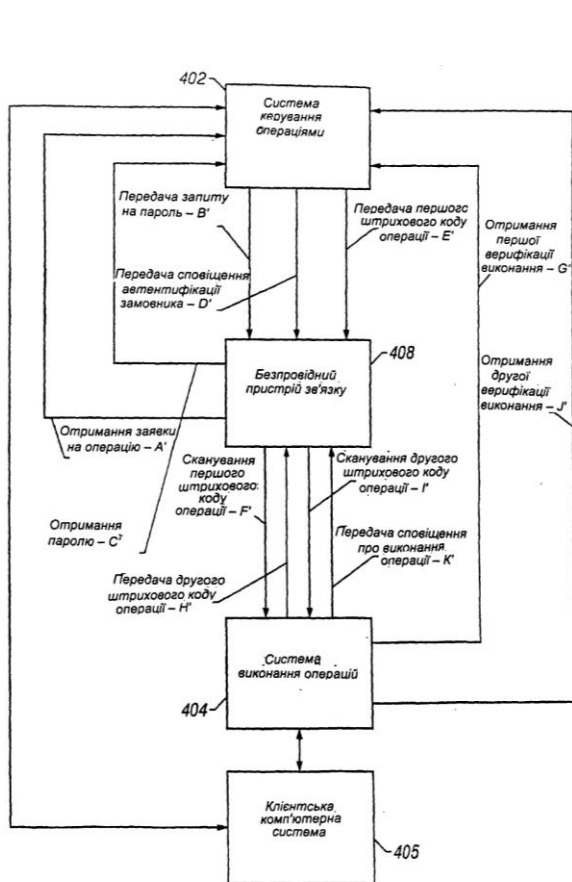 402
Система
керування
операціями
Передача запиту
на пароль – B'
Передача першого
штрихового коду
операції – E'
Отримання
першої
верифікації
виконання – G'
Передача сповіщення
автентифікації
замовника – D'
408
Безпровідний
пристрій зв'язку
Отримання
другої
верифікації
виконання – J'
Отримання заявки
на операцію – A'
Сканування
першого
штрихового
коду
операції – F'
Сканування другого
штрихового коду
операції – I'
Отримання
паролю – C'
Передача сповіщення
про виконання
операції – K'
Передача другого
штрихового коду
операції – H'
Система
виконання операцій
404
Клієнтська
комп'ютерна
система
405